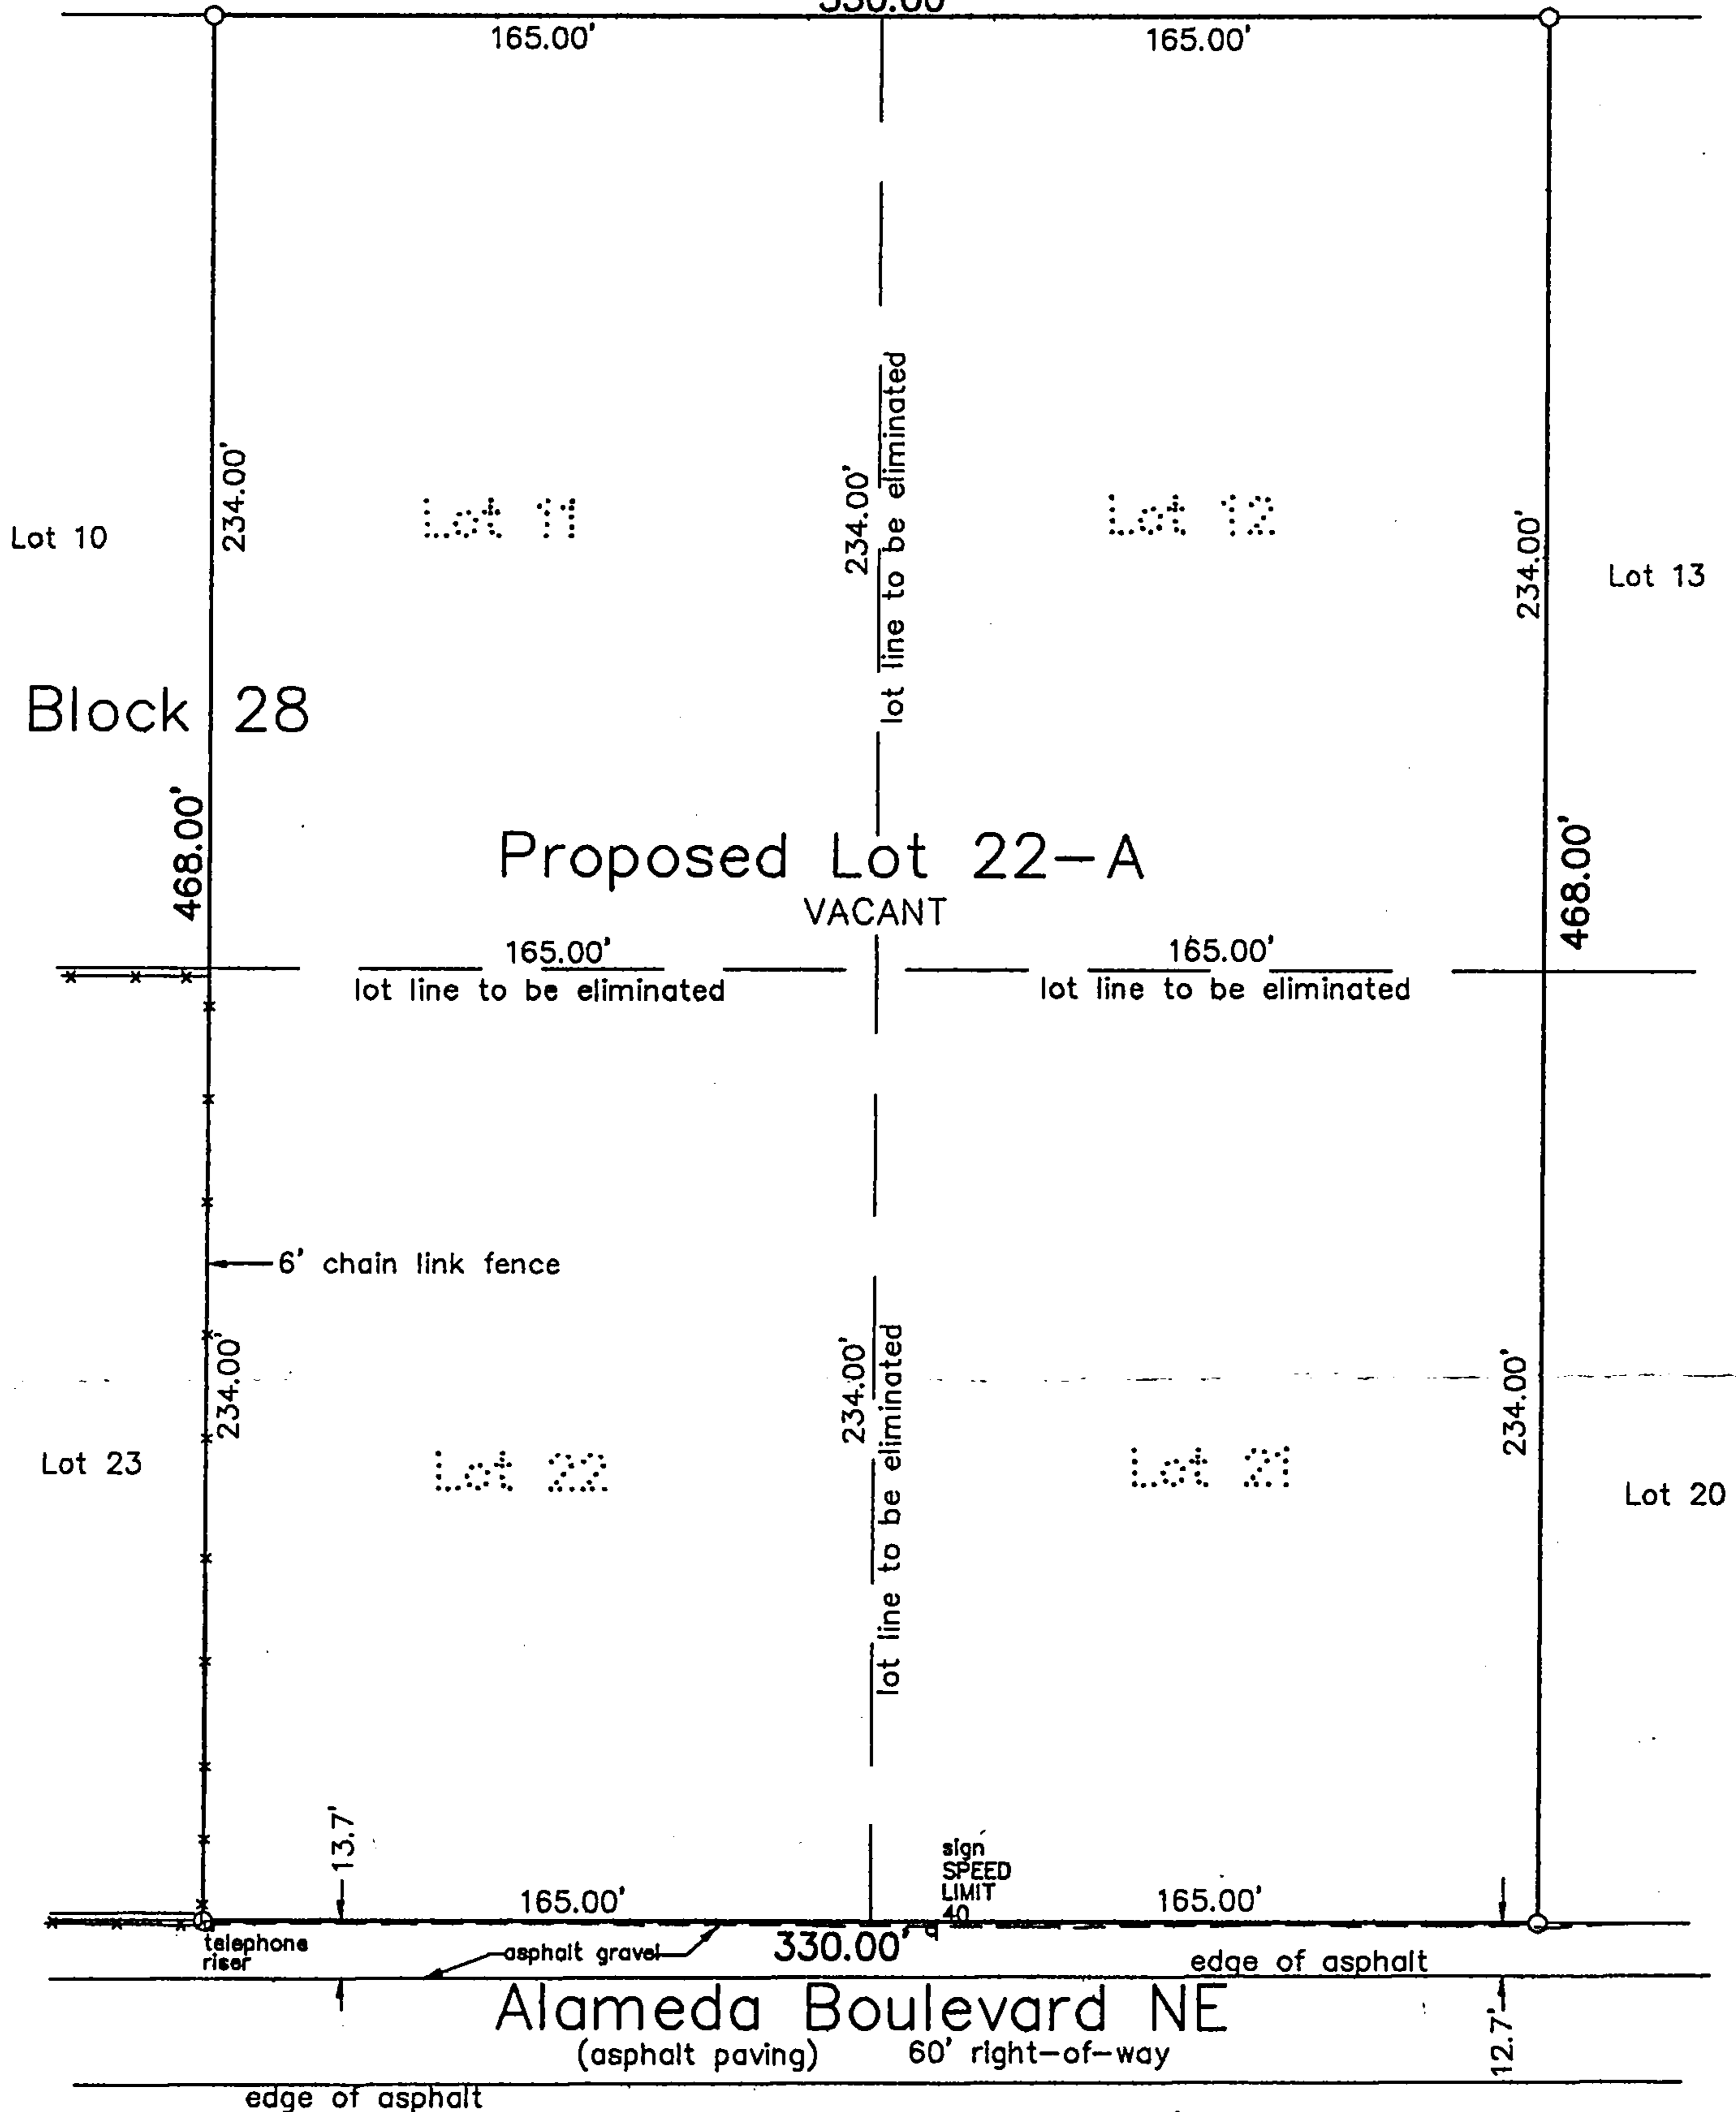 330.00'
165.00'
165.00'
234.00'
234.00'
lot line to be eliminated
234.00'
Lot 10
Lot 11
Lot 12
Lot 13
Block 28
468.00'
468.00'
Proposed Lot 22-A
VACANT
165.00'
165.00'
lot line to be eliminated
lot line to be eliminated
6' chain link fence
234.00'
234.00'
lot line to be eliminated
234.00'
Lot 23
Lot 22
Lot 21
Lot 20
13.7'
sign
SPEED
LIMIT
40
165.00'
165.00'
telephone
riser
asphalt gravel
330.00'
edge of asphalt
Alameda Boulevard NE
(asphalt paving)
60' right-of-way
12.7'
edge of asphalt